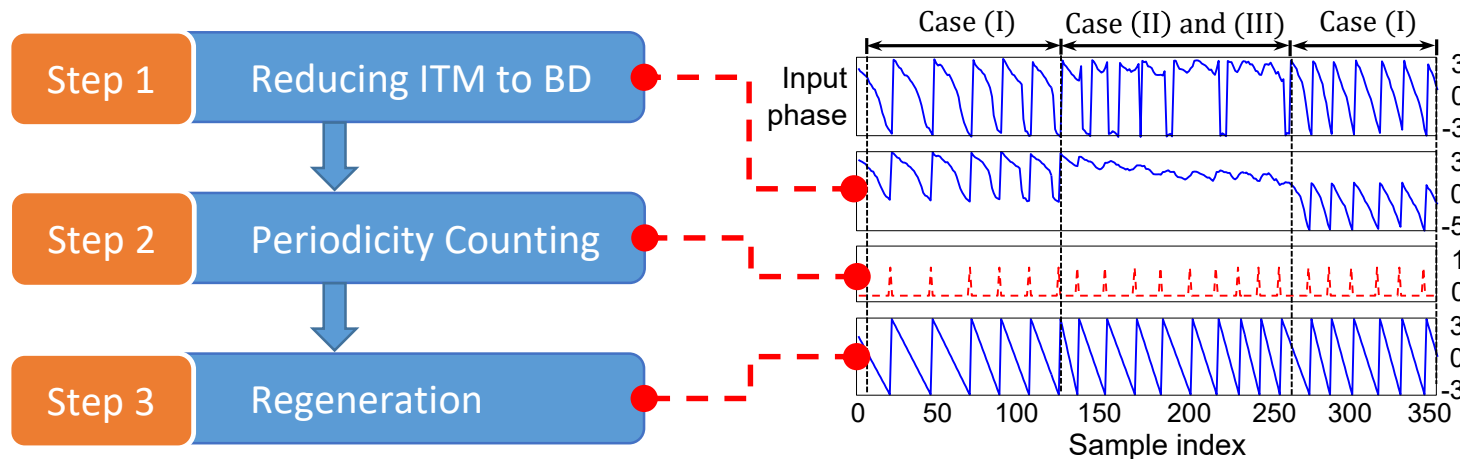 Step 1
Reducing ITM to BD
Step 2
Periodicity Counting
Step 3
Regeneration
Case (I)
Case (II) and (III)
Case (I)
Input
phase
3
0
-3
3
0
-5
1
0
3
0
-3
0 50 100 150 200 250 300 350
Sample index